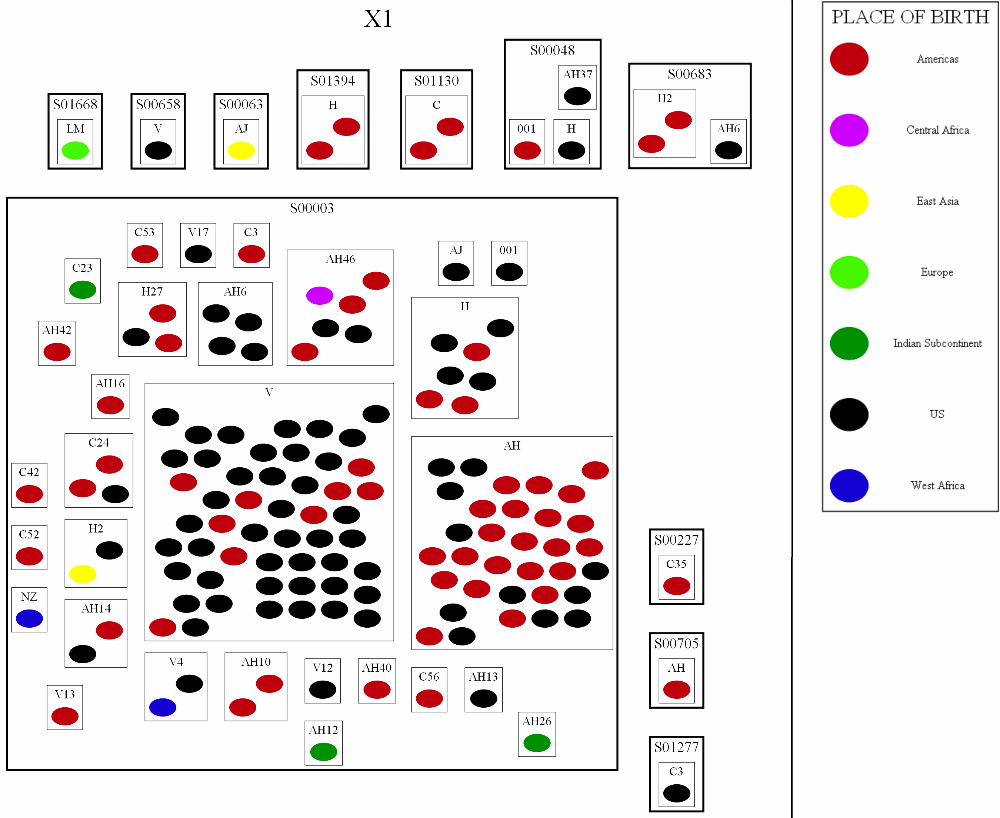 X1
PLACE OF BIRTH
Americas
Central Africa
East Asia
Europe
Indian Subcontinent
US
West Africa
S01668
LM
S00658
V
S00063
AJ
S01394
H
S01130
C
S00048
AH37
001
H
S00683
H2
AH6
S00003
C53
V17
C3
AH46
AJ
001
C23
H27
AH6
H
AH42
AH16
V
C24
AH
C42
H2
C52
NZ
AH14
V4
AH10
V12
AH40
C56
AH13
V13
AH12
AH26
S00227
C35
S00705
AH
S01277
C3